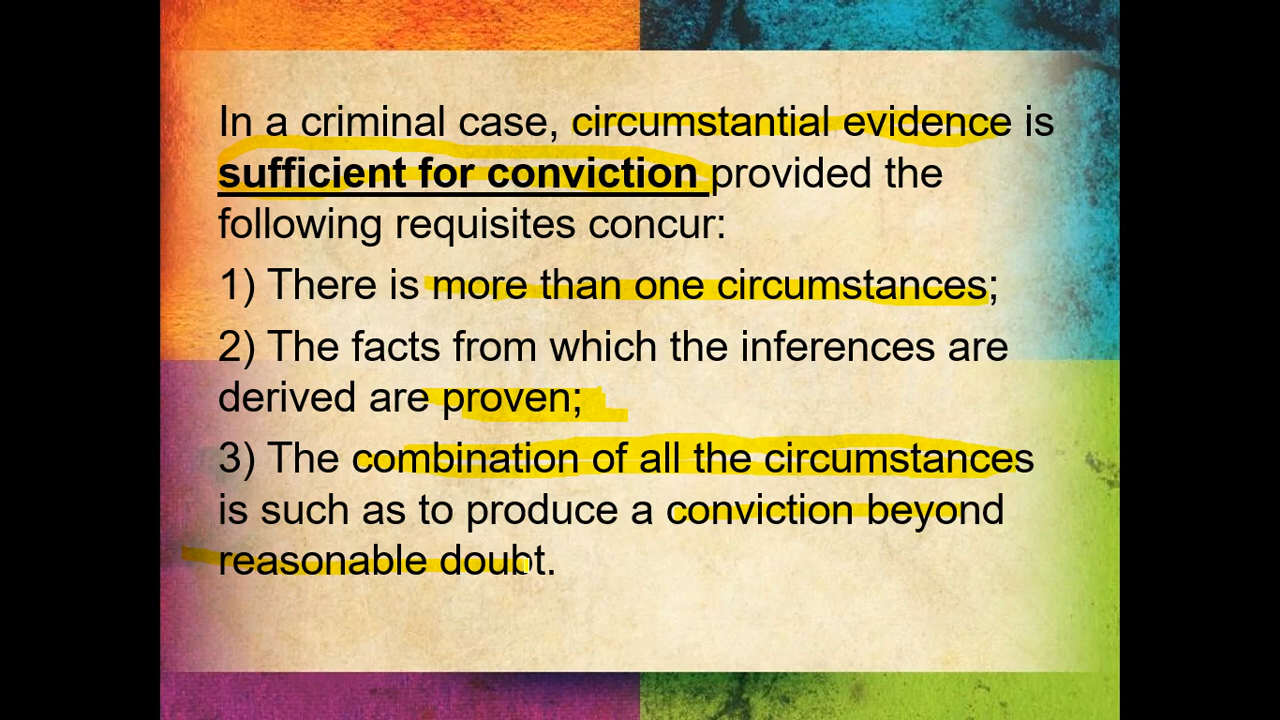 In a criminal case, circumstantial evidence is
sufficient for conviction provided the
following requisites concur:
1) There is more than one circumstances;
2) The facts from which the inferences are
derived are proven;
3) The combination of all the circumstances
is such as to produce a conviction beyond
reasonable doubt.